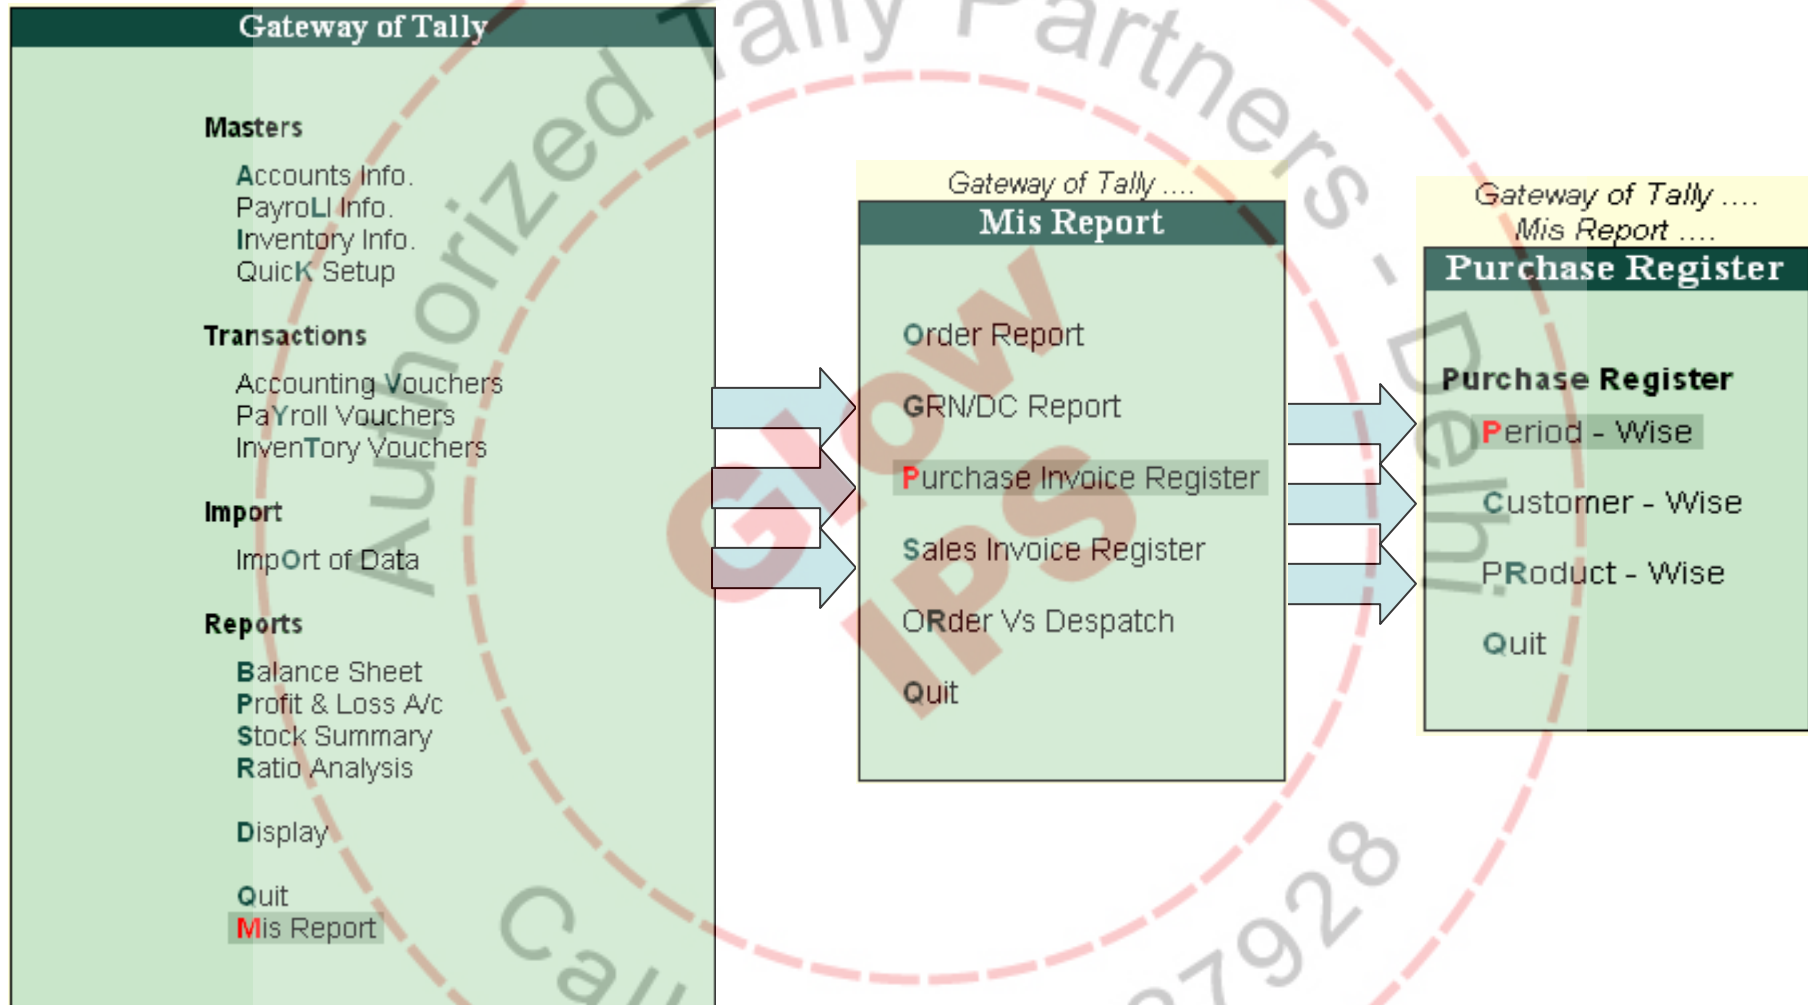 Gateway of Tally
Masters
Accounts Info.
PayroLl Info.
Inventory Info.
QuicK Setup
Transactions
Accounting Vouchers
PaYroll Vouchers
InvenTory Vouchers
Import
ImpOrt of Data
Reports
Balance Sheet
Profit & Loss A/c
Stock Summary
Ratio Analysis
Display
Quit
Mis Report
Gateway of Tally ....
Mis Report
Order Report
GRN/DC Report
Purchase Invoice Register
Sales Invoice Register
ORder Vs Despatch
Quit
Gateway of Tally ....
Mis Report ....
Purchase Register
Purchase Register
Period - Wise
Customer - Wise
PRoduct - Wise
Quit
Authorized Tally Partners - Delhi
Glow
IPS
Call
7928